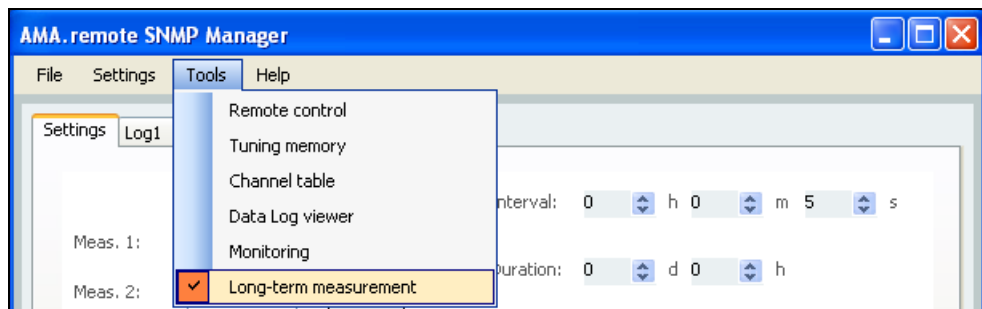 AMA.remote SNMP Manager
File Settings Tools Help
Remote control
Settings Log1
Tuning memory
Channel table
nterval: 0 h 0 m 5 s
Data Log viewer
Meas. 1:
Monitoring
Duration: 0 d 0 h
Long-term measurement
Meas. 2: